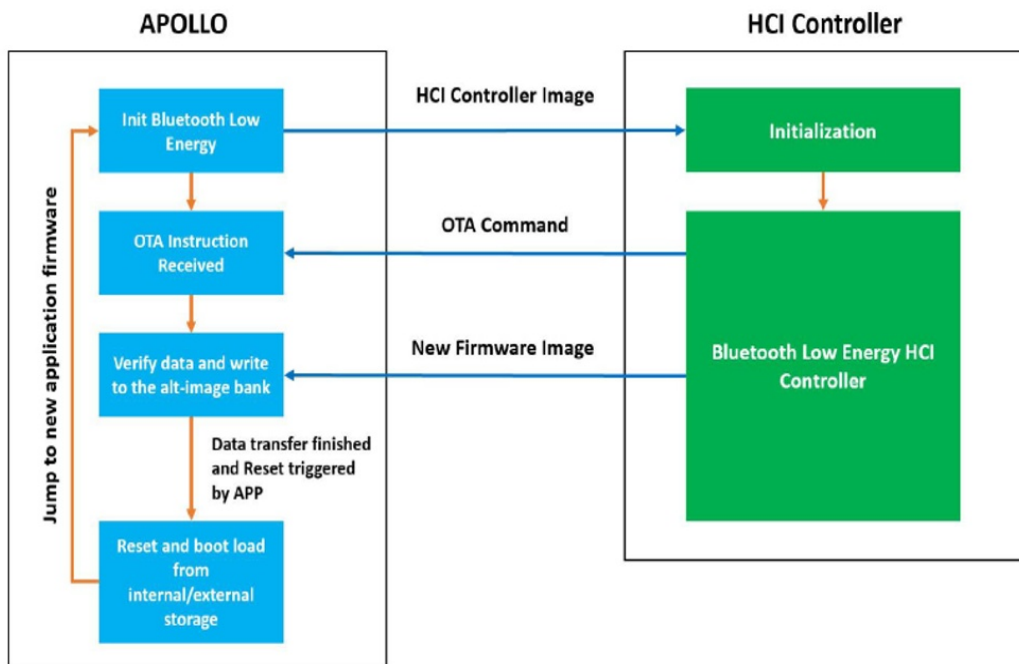 APOLLO
HCI Controller
Init Bluetooth Low
Energy
HCI Controller Image
Initialization
OTA Instruction
Received
OTA Command
Verify data and write
to the alt-image bank
New Firmware Image
Bluetooth Low Energy HCI
Controller
Data transfer finished
and Reset triggered
by APP
Reset and boot load
from
internal/external
storage
Jump to new application firmware